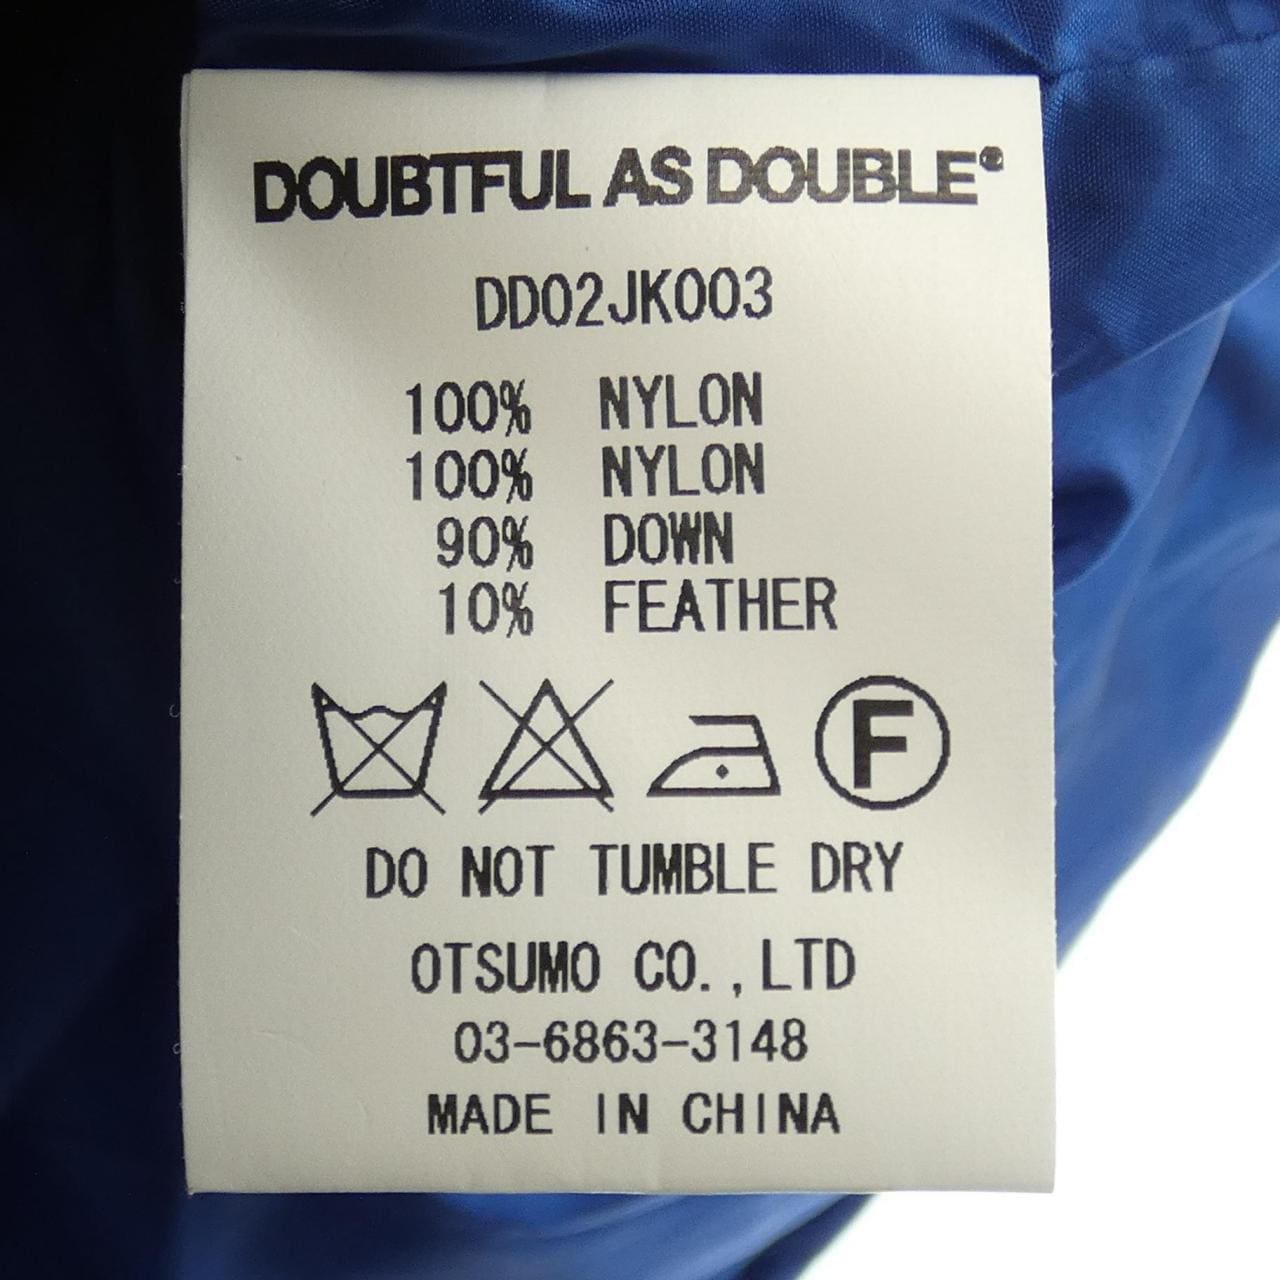 DOUBTFUL AS DOUBLE®
DD02JK003
100% NYLON
100% NYLON
90% DOWN
10% FEATHER
F
DO NOT TUMBLE DRY
OTSUMO CO.,LTD
03-6863-3148
MADE IN CHINA